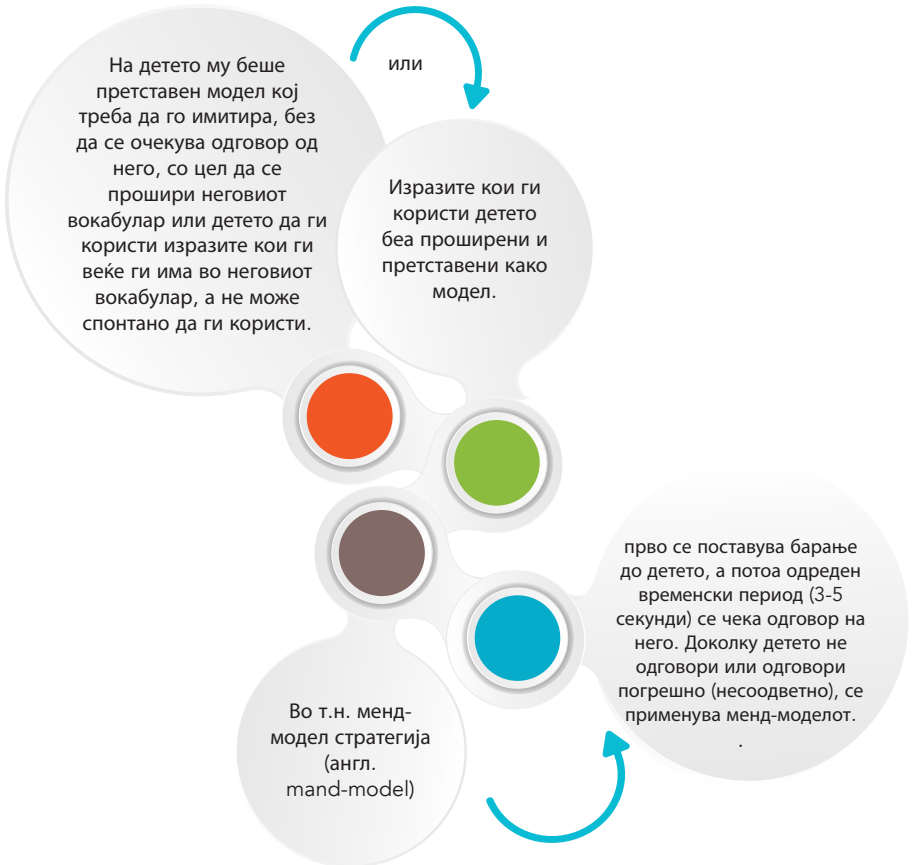 На детето му беше
претставен модел кој
треба да го имитира, без
да се очекува одговор од
него, со цел да се
прошири неговиот
вокабулар или детето да ги
користи изразите кои ги
веќе ги има во неговиот
вокабулар, а не може
спонтано да ги користи.
или
Изразите кои ги
користи детето
беа проширени и
претставени како
модел.
Во т.н. менд-
модел стратегија
(англ.
mand-model)
прво се поставува барање
до детето, а потоа одреден
временски период (3-5
секунди) се чека одговор на
него. Доколку детето не
одговори или одговори
погрешно (несоодветно), се
применува менд-моделот.
.